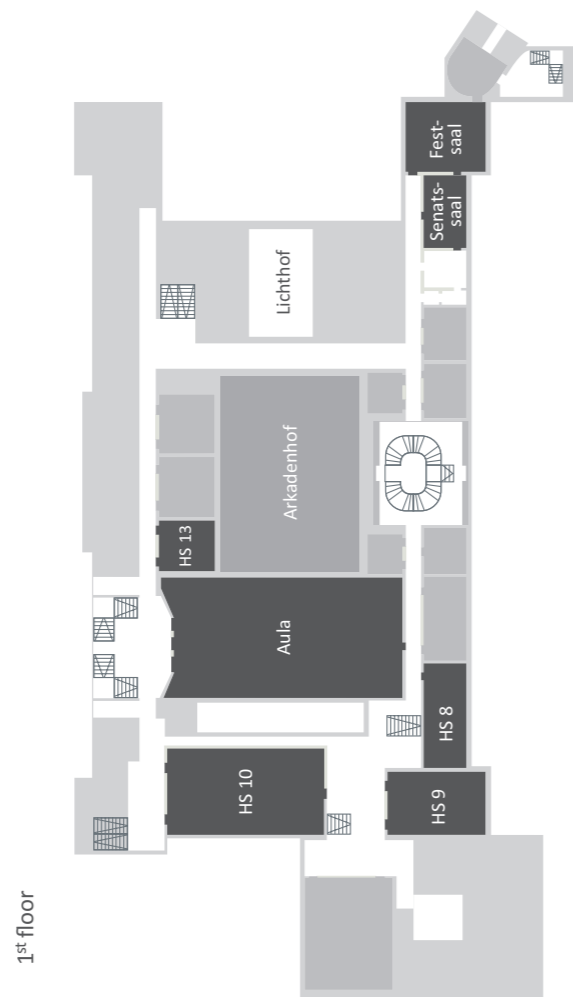 1st floor
Fest-
saal
Senats-
saal
Lichthof
Arkadenhof
HS 13
Aula
HS 8
HS 10
HS 9